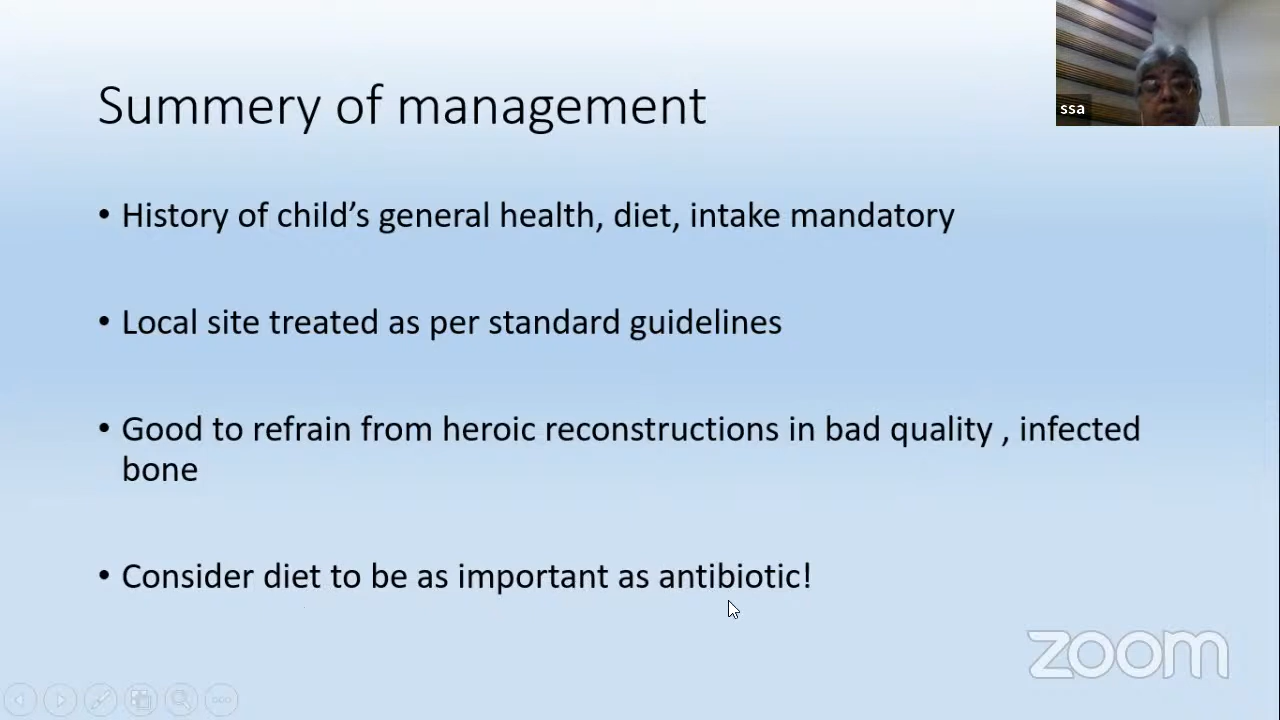 Summery of management
ssa
• History of child’s general health, diet, intake mandatory
• Local site treated as per standard guidelines
• Good to refrain from heroic reconstructions in bad quality , infected
bone
• Consider diet to be as important as antibiotic!
zoom